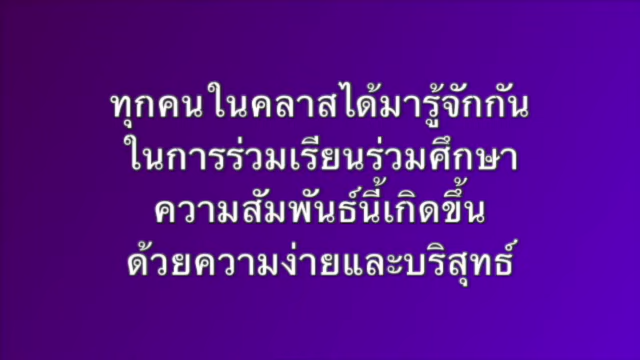 ทุกคนในคลาสได้มารู้จักกัน
ในการร่วมเรียนร่วมศึกษา
ความสัมพันธ์นี้เกิดขึ้น
ด้วยความง่ายและบริสุทธ์